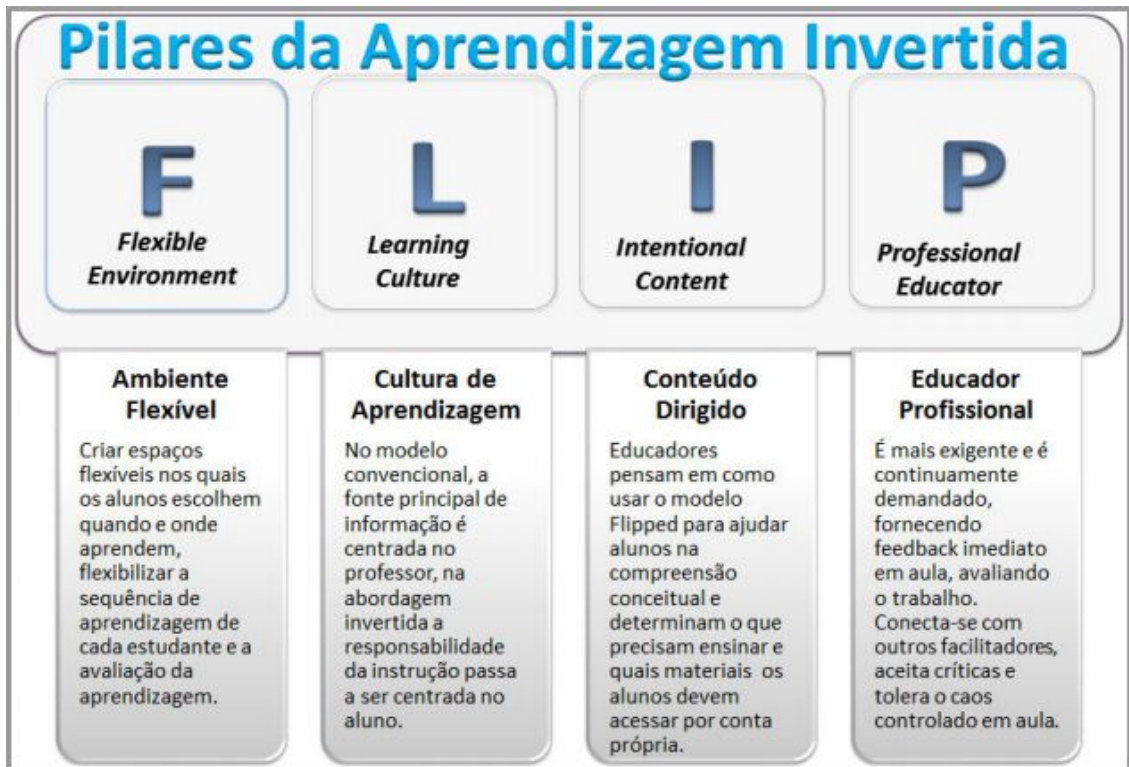 Pilares da Aprendizagem Invertida
F
Flexible
Environment
L
Learning
Culture
I
Intentional
Content
P
Professional
Educator
Ambiente
Flexível
Criar espaços
flexíveis nos quais
os alunos escolhem
quando e onde
aprendem,
flexibilizar a
sequência de
aprendizagem de
cada estudante e a
avaliação da
aprendizagem.
Cultura de
Aprendizagem
No modelo
convencional, a
fonte principal de
informação é
centrada no
professor, na
abordagem
invertida a
responsabilidade
da instrução passa
a ser centrada no
aluno.
Conteúdo
Dirigido
Educadores
pensam em como
usar o modelo
Flipped para ajudar
alunos na
compreensão
conceitual e
determinam o que
precisam ensinar e
quais materiais os
alunos devem
acessar por conta
própria.
Educador
Profissional
É mais exigente e é
continuamente
demandado,
fornecendo
feedback imediato
em aula, avaliando
o trabalho.
Conecta-se com
outros facilitadores,
aceita críticas e
tolera o caos
controlado em aula.